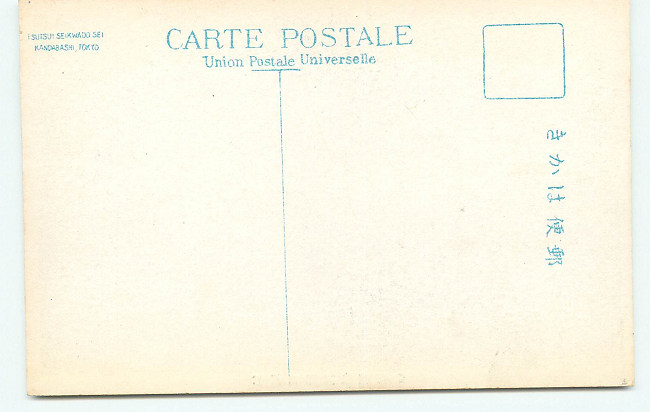 TSUTSUI SEIKWADO SEI
KANDABASHI, TOKYO
CARTE POSTALE
Union Postale Universelle
郵便はかき